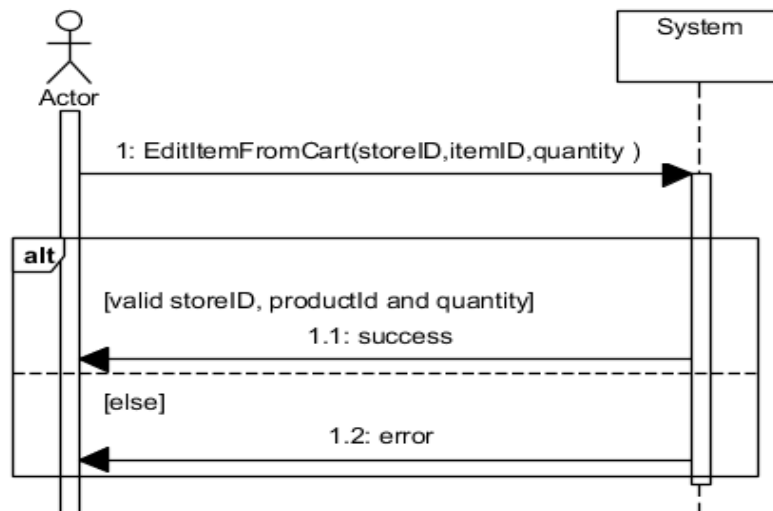 System
Actor
1: EditItemFromCart(storeID,itemID,quantity )
alt
[valid storeID, productId and quantity]
1.1: success
[else]
1.2: error